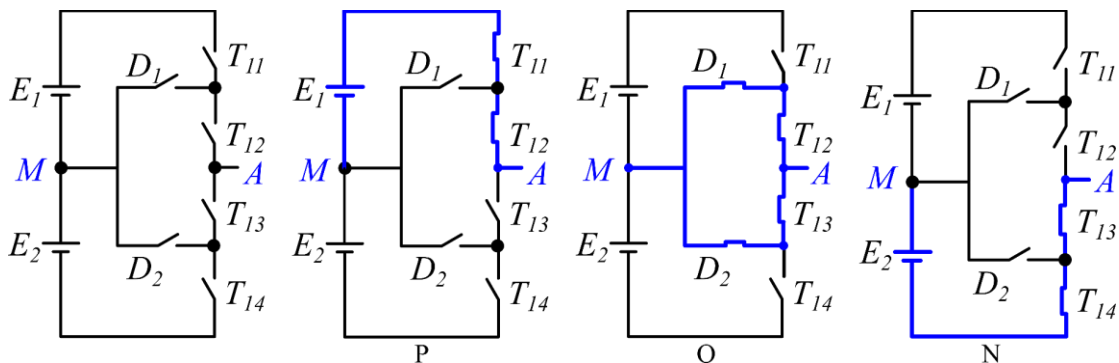 E1 D1 T11
T12
M A
E2 D2 T13
T14
E1 D1 T11
T12
M A
E2 D2 T13
T14
P
E1 D1 T11
T12
M A
E2 D2 T13
T14
O
E1 D1 T11
T12
M A
E2 D2 T13
T14
N